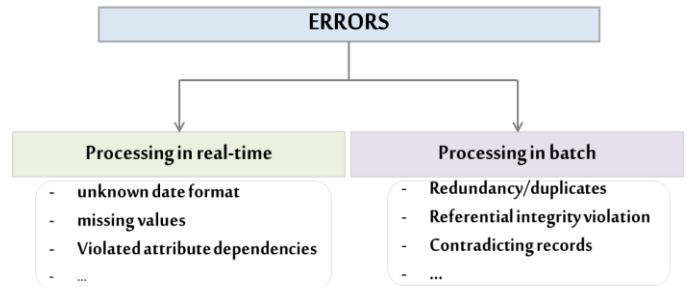 ERRORS
Processing in real-time
- unknown date format
- missing values
- Violated attribute dependencies
- ...
Processing in batch
- Redundancy/duplicates
- Referential integrity violation
- Contradicting records
- ...